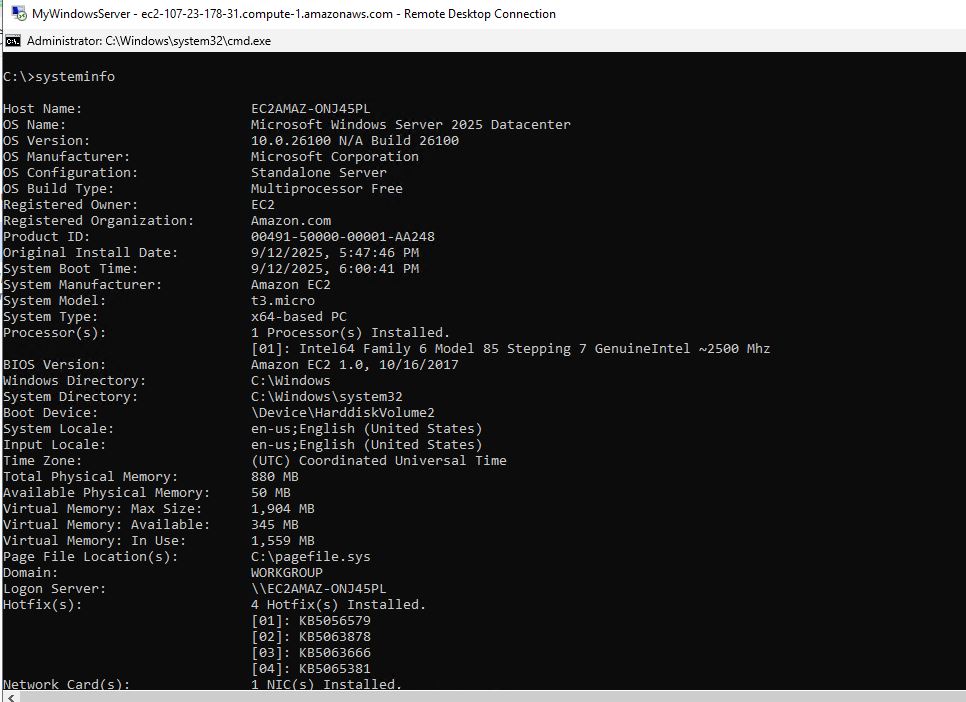 MyWindowsServer - ec2-107-23-178-31.compute-1.amazonaws.com - Remote Desktop Connection
Administrator: C:\Windows\system32\cmd.exe
C:\>systeminfo
Host Name: EC2AMAZ-ONJ45PL
OS Name: Microsoft Windows Server 2025 Datacenter
OS Version: 10.0.26100 N/A Build 26100
OS Manufacturer: Microsoft Corporation
OS Configuration: Standalone Server
OS Build Type: Multiprocessor Free
Registered Owner: EC2
Registered Organization: Amazon.com
Product ID: 00491-50000-00001-AA248
Original Install Date: 9/12/2025, 5:47:46 PM
System Boot Time: 9/12/2025, 6:00:41 PM
System Manufacturer: Amazon EC2
System Model: t3.micro
System Type: x64-based PC
Processor(s): 1 Processor(s) Installed.
[01]: Intel64 Family 6 Model 85 Stepping 7 GenuineIntel ~2500 Mhz
BIOS Version: Amazon EC2 1.0, 10/16/2017
Windows Directory: C:\Windows
System Directory: C:\Windows\system32
Boot Device: \Device\HarddiskVolume2
System Locale: en-us;English (United States)
Input Locale: en-us;English (United States)
Time Zone: (UTC) Coordinated Universal Time
Total Physical Memory: 880 MB
Available Physical Memory: 50 MB
Virtual Memory: Max Size: 1,904 MB
Virtual Memory: Available: 345 MB
Virtual Memory: In Use: 1,559 MB
Page File Location(s): C:\pagefile.sys
Domain: WORKGROUP
Logon Server: \\EC2AMAZ-ONJ45PL
Hotfix(s): 4 Hotfix(s) Installed.
[01]: KB5056579
[02]: KB5063878
[03]: KB5063666
[04]: KB5065381
Network Card(s): 1 NIC(s) Installed.